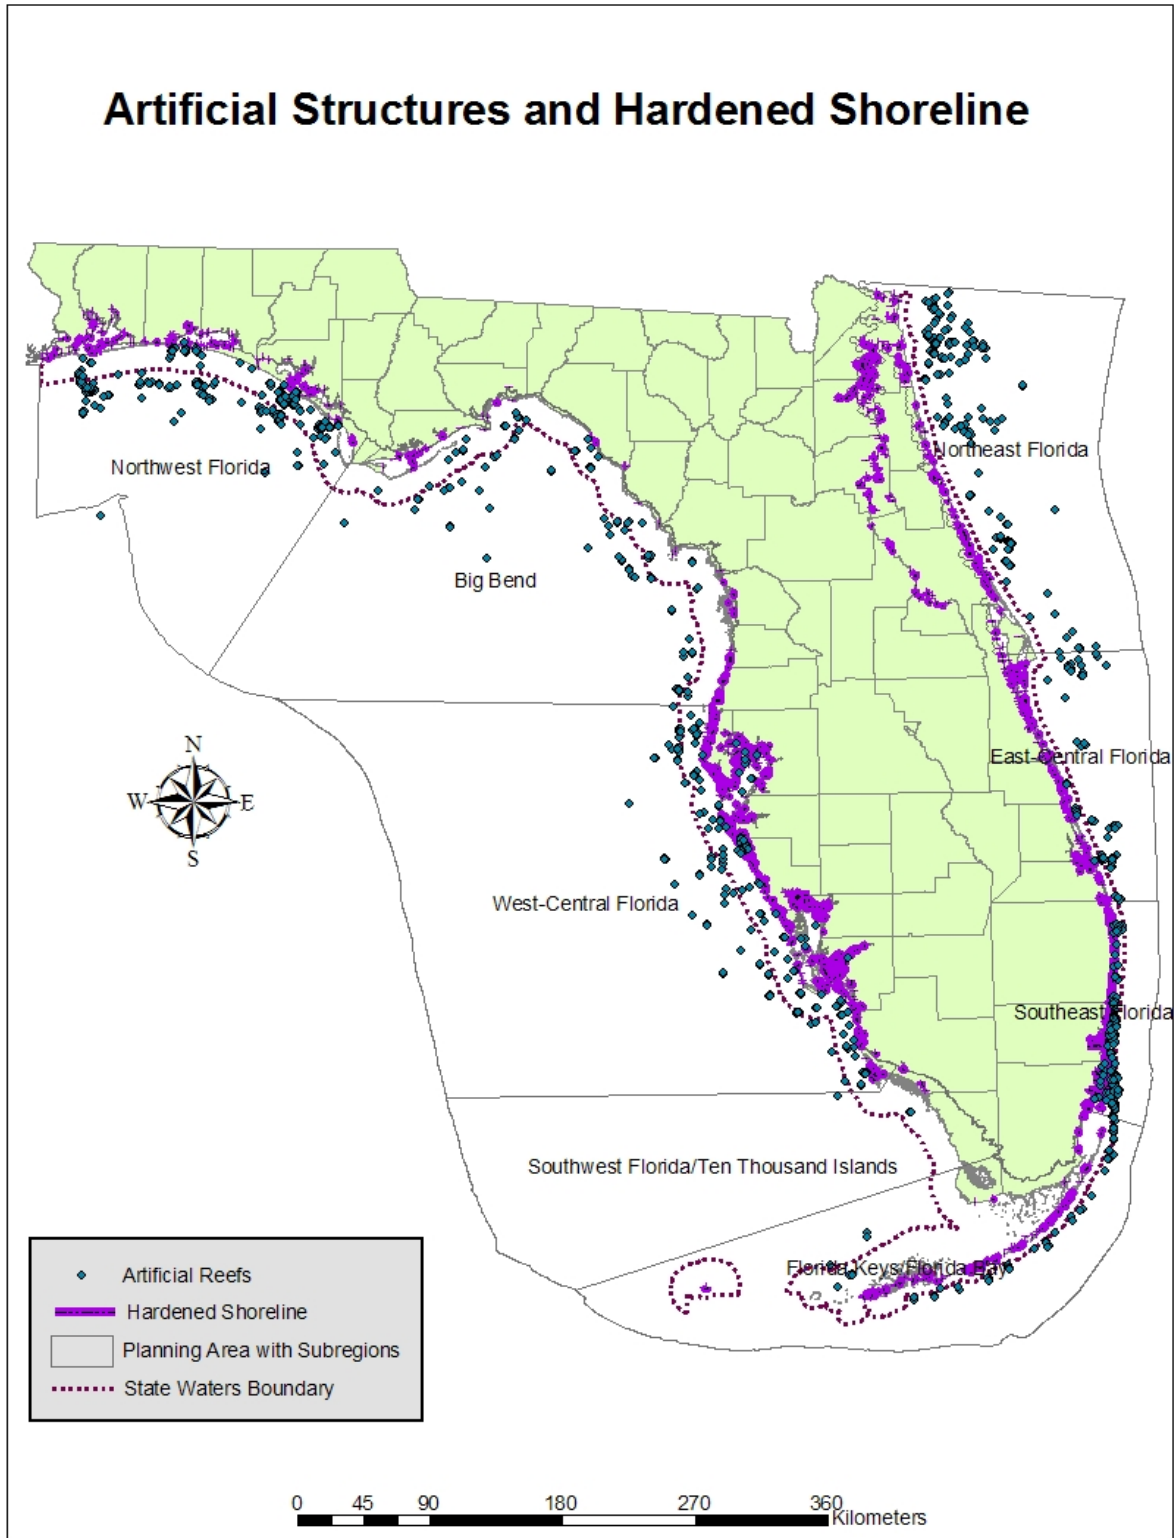 Artificial Structures and Hardened Shoreline
Northwest Florida
Northeast Florida
Big Bend
N
W E
S
East-Central Florida
West-Central Florida
Southeast Florida
Southwest Florida/Ten Thousand Islands
Florida Keys/Florida Bay
Artificial Reefs
Hardened Shoreline
Planning Area with Subregions
State Waters Boundary
0 45 90 180 270 360
Kilometers